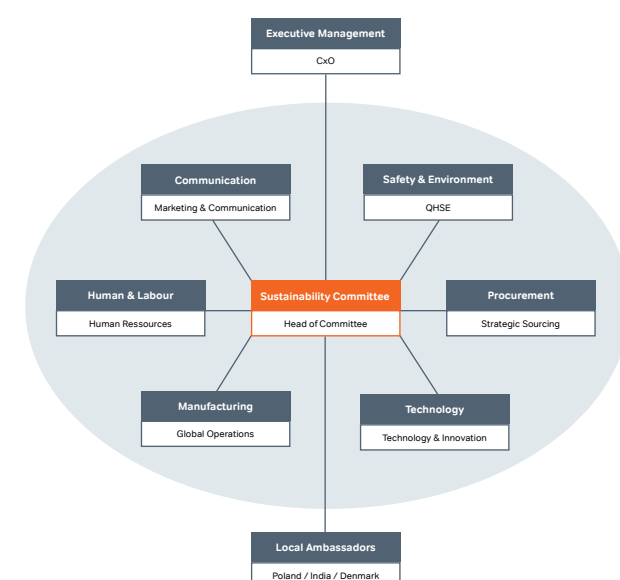 Executive Management
CxO
Communication
Marketing & Communication
Safety & Environment
QHSE
Human & Labour
Human Ressources
Sustainability Committee
Head of Committee
Procurement
Strategic Sourcing
Manufacturing
Global Operations
Technology
Technology & Innovation
Local Ambassadors
Poland / India / Denmark